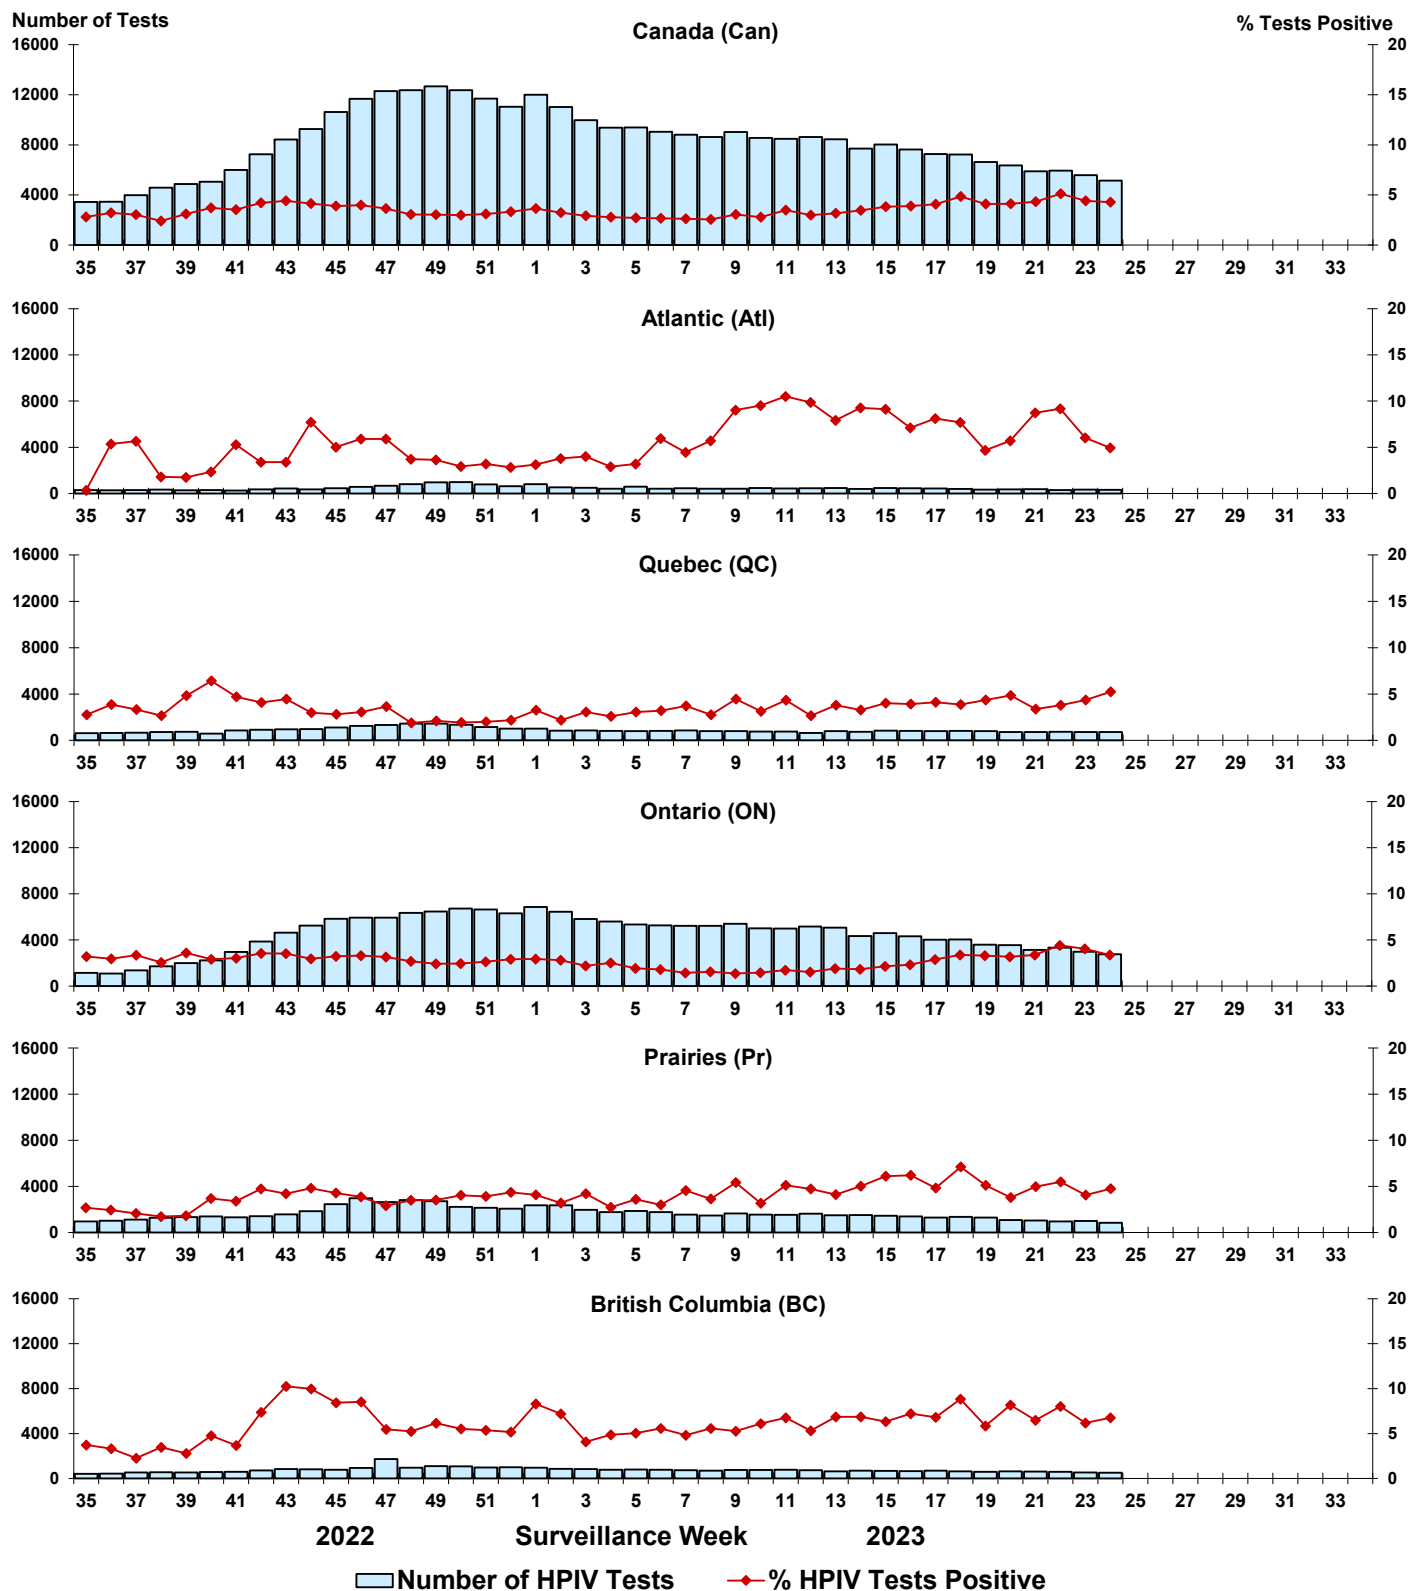 Number of Tests
% Tests Positive
Canada (Can)
16000 12000 8000 4000 0
20 15 10 5 0
35 37 39 41 43 45 47 49 51 1 3 5 7 9 11 13 15 17 19 21 23 25 27 29 31 33
Atlantic (Atl)
16000 12000 8000 4000 0
20 15 10 5 0
35 37 39 41 43 45 47 49 51 1 3 5 7 9 11 13 15 17 19 21 23 25 27 29 31 33
Quebec (QC)
16000 12000 8000 4000 0
20 15 10 5 0
35 37 39 41 43 45 47 49 51 1 3 5 7 9 11 13 15 17 19 21 23 25 27 29 31 33
Ontario (ON)
16000 12000 8000 4000 0
20 15 10 5 0
35 37 39 41 43 45 47 49 51 1 3 5 7 9 11 13 15 17 19 21 23 25 27 29 31 33
Prairies (Pr)
16000 12000 8000 4000 0
20 15 10 5 0
35 37 39 41 43 45 47 49 51 1 3 5 7 9 11 13 15 17 19 21 23 25 27 29 31 33
British Columbia (BC)
16000 12000 8000 4000 0
20 15 10 5 0
35 37 39 41 43 45 47 49 51 1 3 5 7 9 11 13 15 17 19 21 23 25 27 29 31 33
2022 Surveillance Week 2023
Number of HPIV Tests % HPIV Tests Positive